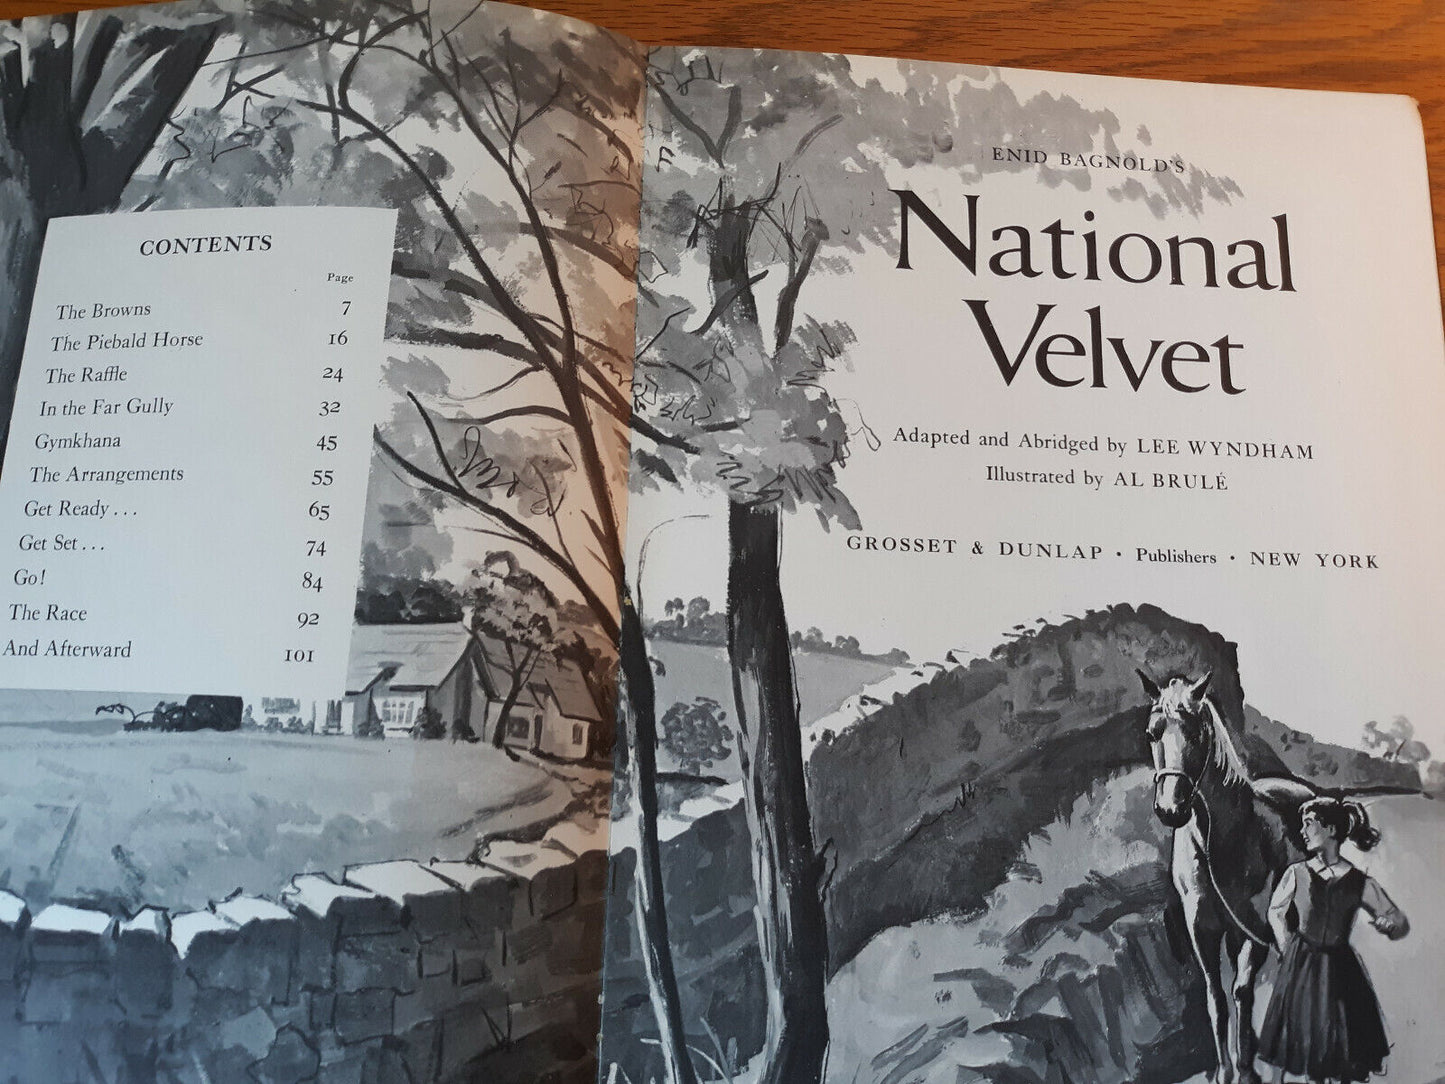 CONTENTS
Page
The Browns 7
The Piebald Horse 16
The Raffle 24
In the Far Gully 32
Gymkhana 45
The Arrangements 55
Get Ready . . . 65
Get Set . . . 74
Go! 84
The Race 92
And Afterward 101
ENID BAGNOLD'S
National
Velvet
Adapted and Abridged by LEE WYNDHAM
Illustrated by AL BRULÉ
GROSSET & DUNLAP · Publishers · NEW YORK